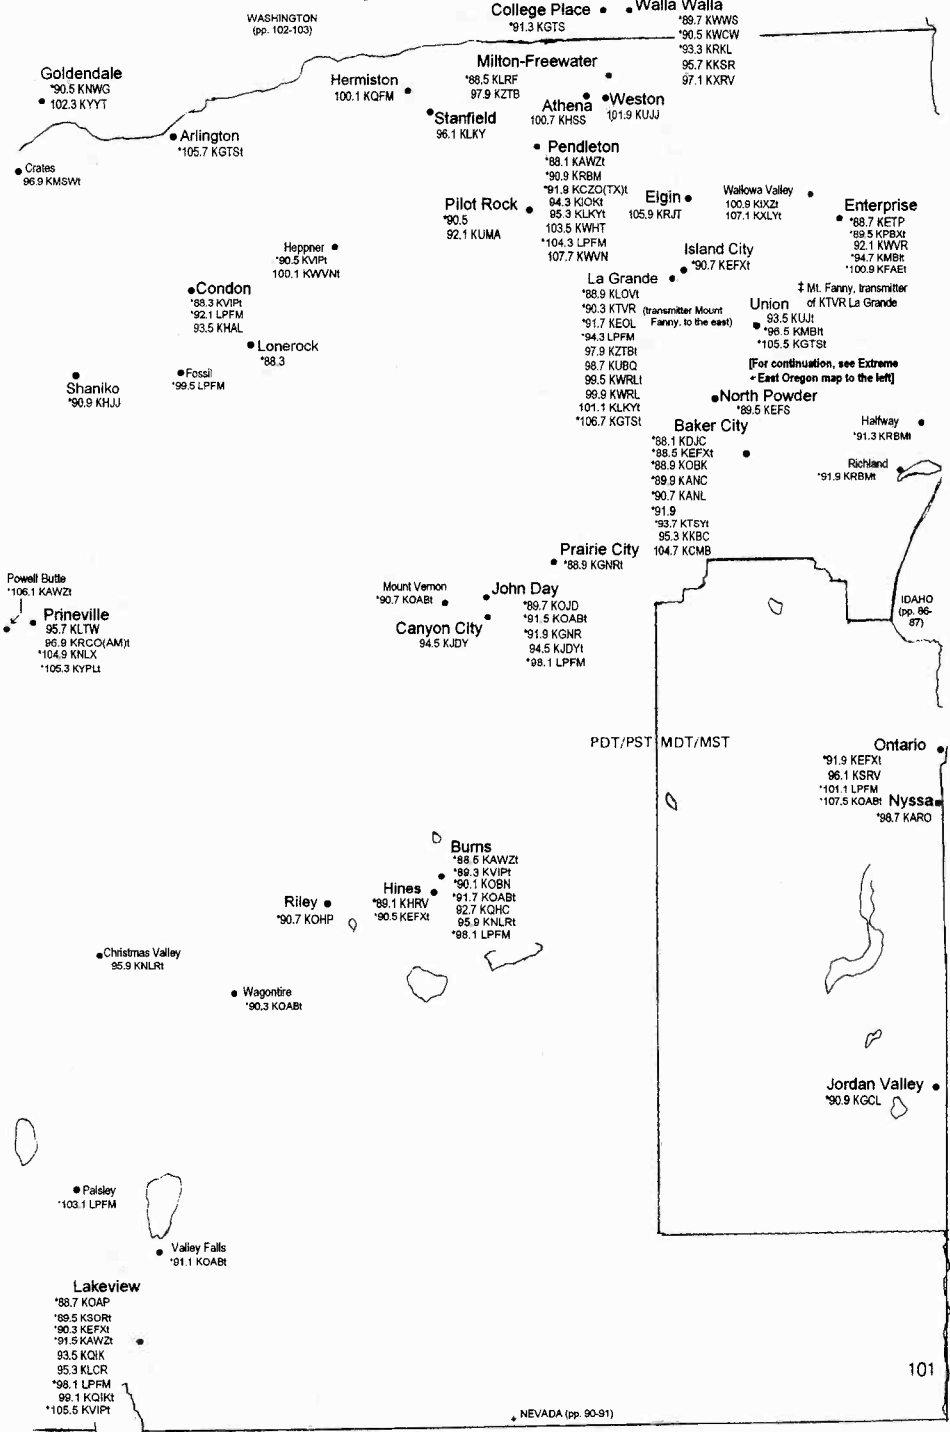 WASHINGTON
(pp. 102-103)
College Place
*91.3 KGTS
Walla Walla
*89.7 KWWS
*90.5 KWCW
*93.3 KRKL
95.7 KKSR
97.1 KXRV
Goldendale
*90.5 KNWG
102.3 KYYT
Hermiston
100.1 KQFM
Milton-Freewater
*88.5 KLRF
97.9 KZTB
Athena
100.7 KHSS
Weston
101.9 KUJJ
Stanfield
96.1 KLKY
Arlington
*105.7 KGTSt
Crates
96.9 KMSWt
Pendleton
*88.1 KAWZt
*90.9 KRBM
*91.9 KCZO(TX)t
94.3 KIOKt
95.3 KLKYt
103.5 KWHT
*104.3 LPFM
107.7 KWVN
Pilot Rock
*90.5
92.1 KUMA
Elgin
105.9 KRJT
Wallowa Valley
100.9 KIXZt
107.1 KXLYt
Enterprise
*88.7 KETP
*89.5 KPBXt
92.1 KWVR
*94.7 KMBIt
*100.9 KFAEt
Heppner
*90.5 KVIPt
100.1 KWVNt
Island City
*90.7 KEFXt
La Grande
*88.9 KLOVt
*90.3 KTVR (transmitter Mount
Fanny, to the east)
*91.7 KEOL
*94.3 LPFM
97.9 KZTBt
98.7 KUBQ
99.5 KWRLt
99.9 KWRL
101.1 KLKYt
*106.7 KGTSt
‡ Mt. Fanny, transmitter
of KTVR La Grande
Union
93.5 KUJt
*96.5 KMBIt
*105.5 KGTSt
Condon
*88.3 KVIPt
*92.1 LPFM
93.5 KHAL
Lonerock
*88.3
Fossil
*99.5 LPFM
Shaniko
*90.9 KHJJ
[For continuation, see Extreme
East Oregon map to the left]
North Powder
*89.5 KEFS
Baker City
*88.1 KDJC
*88.5 KEFXt
*88.9 KOBK
*89.9 KANC
*90.7 KANL
*91.9
*93.7 KTSYt
95.3 KKBC
104.7 KCMB
Halfway
*91.3 KRBMt
Richland
*91.9 KRBMt
Prairie City
*88.9 KGNRt
Powell Butte
*106.1 KAWZt
Prineville
95.7 KLTW
96.9 KRCO(AM)t
*104.9 KNLX
*105.3 KYPLt
Mount Vernon
*90.7 KOABt
John Day
*89.7 KOJD
*91.5 KOABt
*91.9 KGNR
94.5 KJDYt
*98.1 LPFM
Canyon City
94.5 KJDY
IDAHO
(pp. 86-
87)
PDT/PST MDT/MST
Ontario
*91.9 KEFXt
96.1 KSRV
*101.1 LPFM
*107.5 KOABt
Nyssa
*98.7 KARO
Burns
*88.5 KAWZt
*89.3 KVIPt
*90.1 KOBN
*91.7 KOABt
92.7 KQHC
95.9 KNLRt
*98.1 LPFM
Hines
*89.1 KHRV
*90.5 KEFXt
Riley
*90.7 KOHP
Christmas Valley
95.9 KNLRt
Wagontire
*90.3 KOABt
Jordan Valley
*90.9 KGCL
Paisley
*103.1 LPFM
Valley Falls
*91.1 KOABt
Lakeview
*88.7 KOAP
*89.5 KSORt
*90.3 KEFXt
*91.5 KAWZt
93.5 KQIK
95.3 KLCR
*98.1 LPFM
99.1 KQIKt
*105.5 KVIPt
101
NEVADA (pp. 90-91)